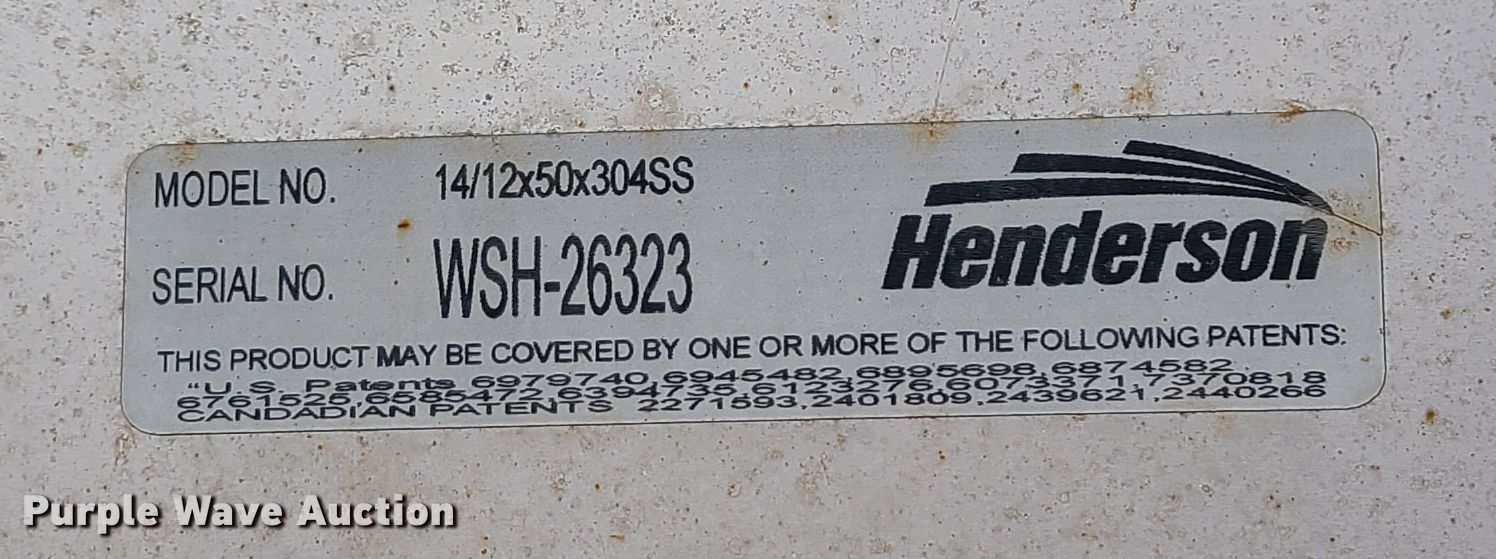 MODEL NO. 14/12x50x304SS
Henderson
SERIAL NO. WSH-26323
THIS PRODUCT MAY BE COVERED BY ONE OR MORE OF THE FOLLOWING PATENTS:
"U.S. Patents 6979740,6945482,6895698,6874582,
6761525,6585472,6394735,6123276,6073371,7370818
CANDADIAN PATENTS 2271593,2401809,2439621,2440266
Purple Wave Auction